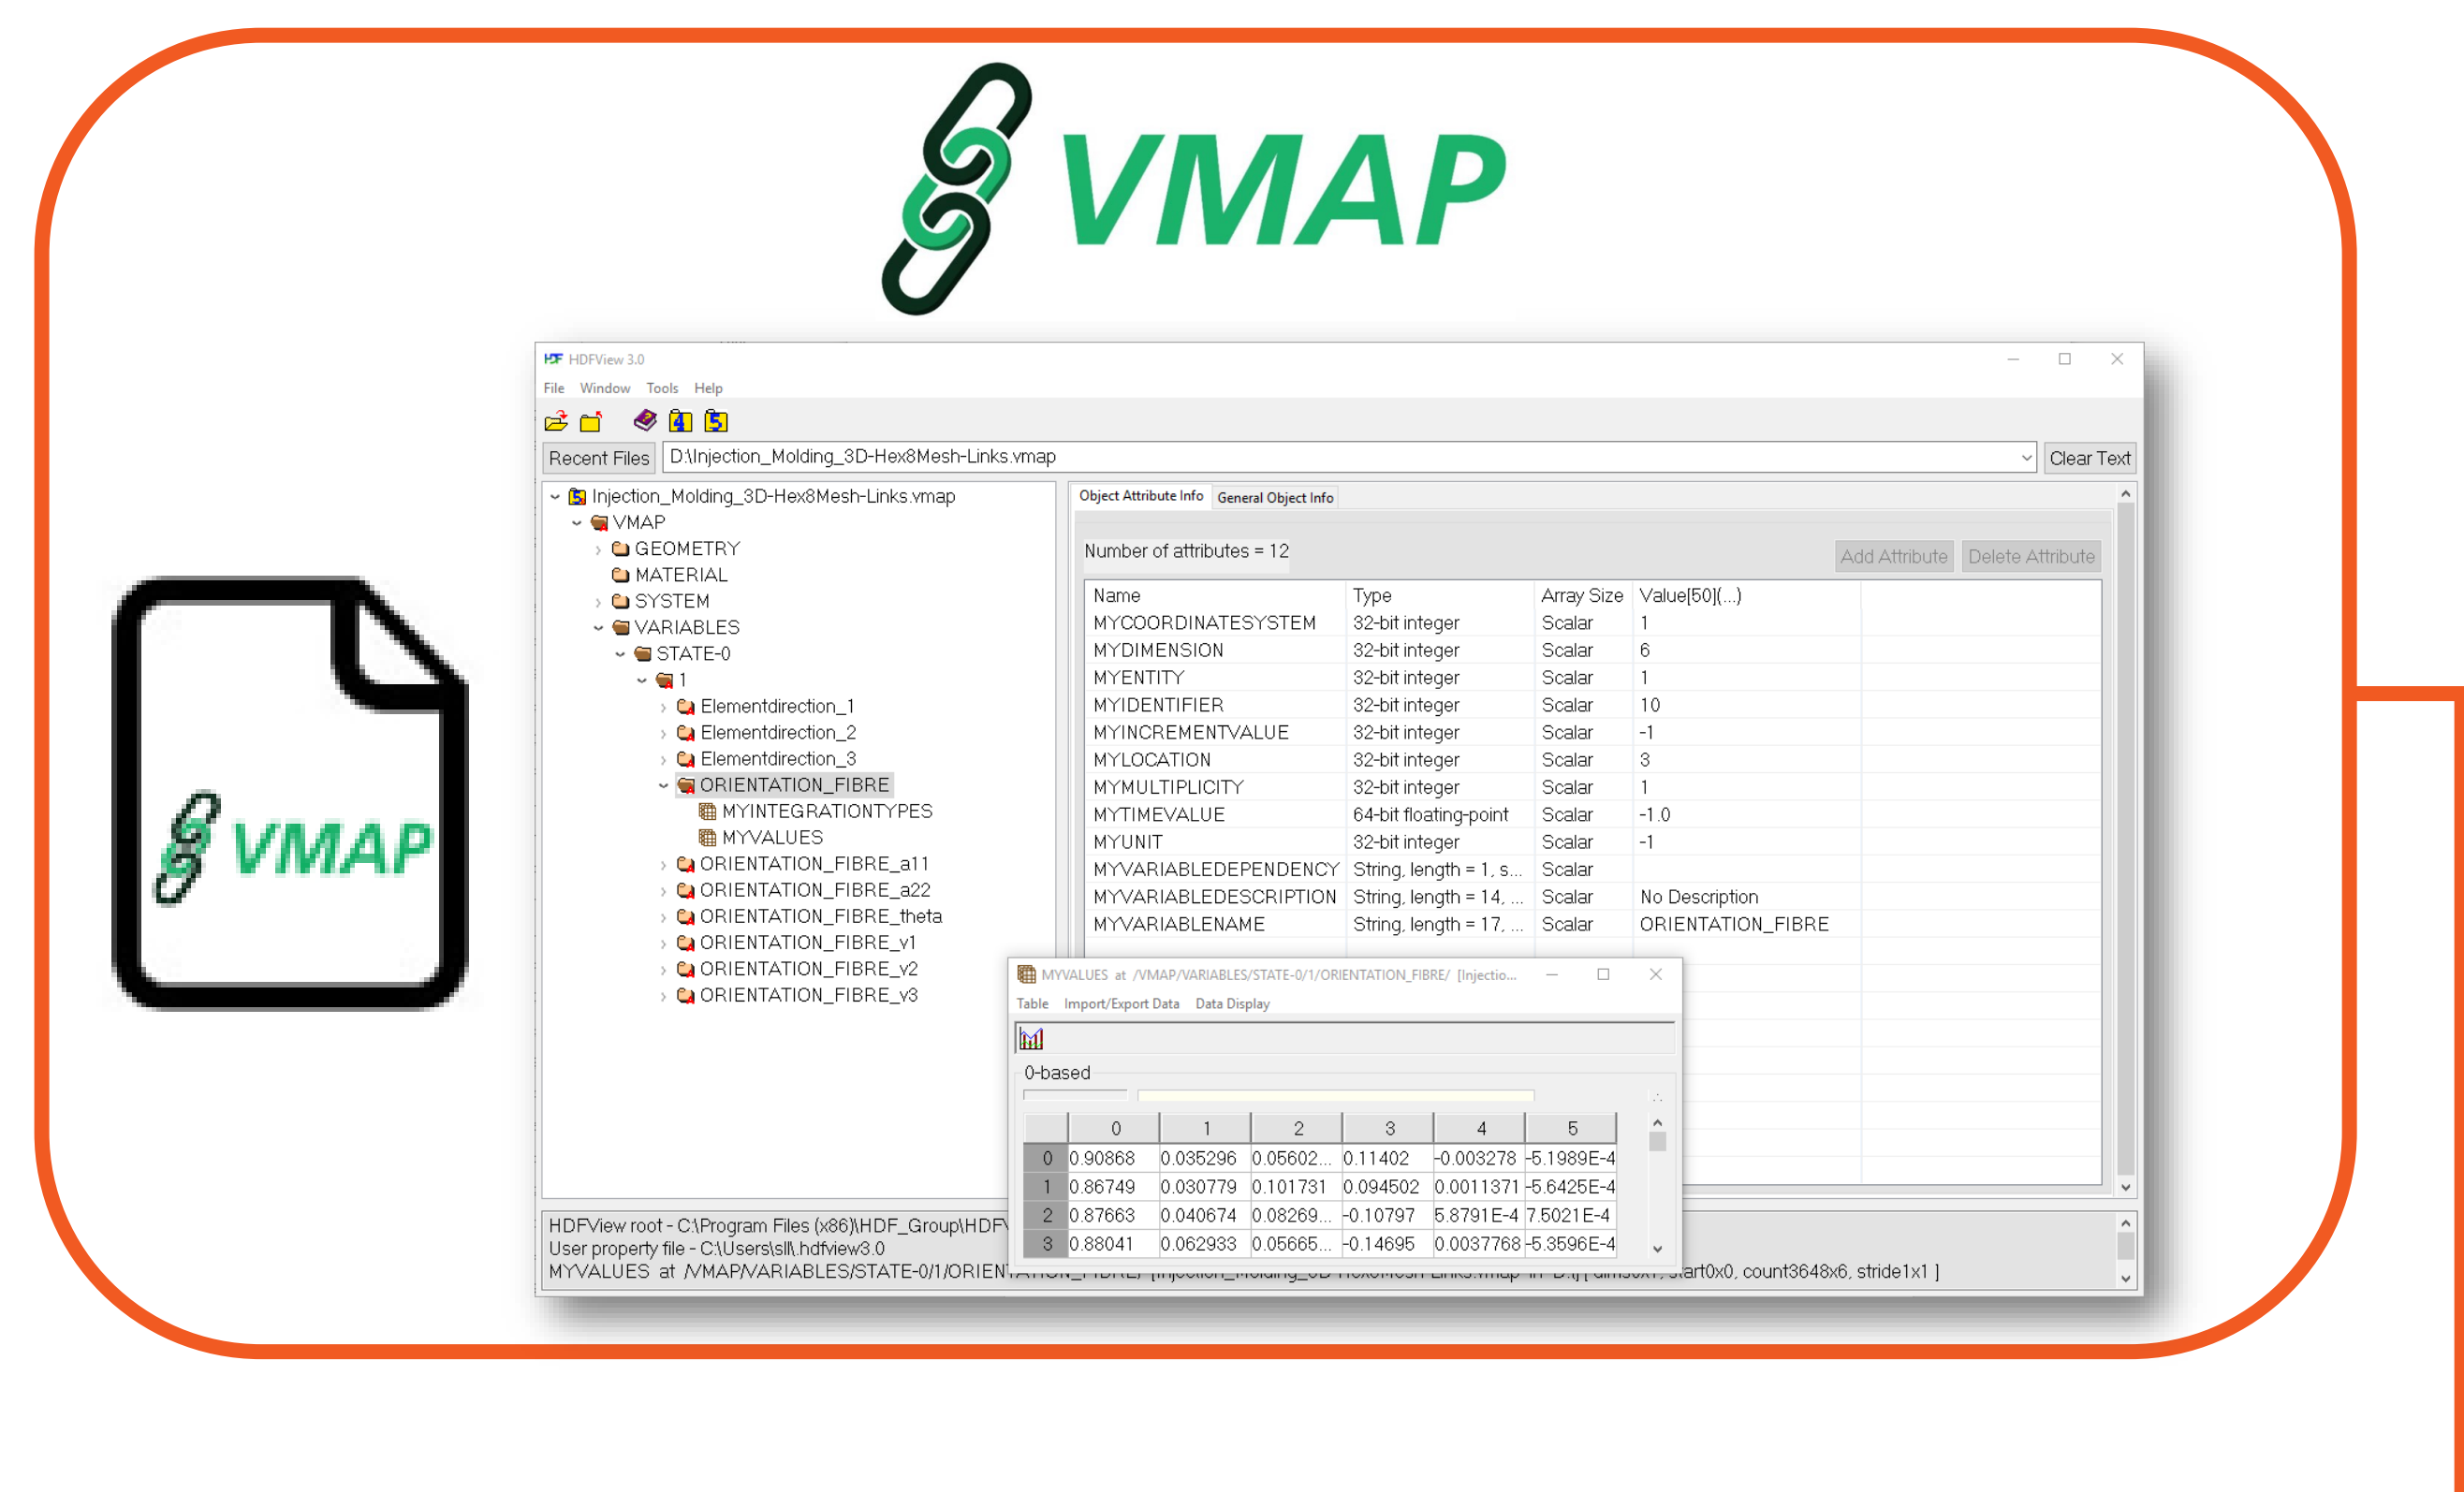 VMAP
VMAP
HDFView 3.0
File Window Tools Help
4 5
Recent Files D:\Injection_Molding_3D-Hex8Mesh-Links.vmap Clear Text
Injection_Molding_3D-Hex8Mesh-Links.vmap
VMAP
GEOMETRY
MATERIAL
SYSTEM
VARIABLES
STATE-0
1
Elementdirection_1
Elementdirection_2
Elementdirection_3
ORIENTATION_FIBRE
MYINTEGRATIONTYPES
MYVALUES
ORIENTATION_FIBRE_a11
ORIENTATION_FIBRE_a22
ORIENTATION_FIBRE_theta
ORIENTATION_FIBRE_v1
ORIENTATION_FIBRE_v2
ORIENTATION_FIBRE_v3
Object Attribute Info General Object Info
Number of attributes = 12 Add Attribute Delete Attribute
Name Type Array Size Value[50](...)
MYCOORDINATESYSTEM 32-bit integer Scalar 1
MYDIMENSION 32-bit integer Scalar 6
MYENTITY 32-bit integer Scalar 1
MYIDENTIFIER 32-bit integer Scalar 10
MYINCREMENTVALUE 32-bit integer Scalar -1
MYLOCATION 32-bit integer Scalar 3
MYMULTIPLICITY 32-bit integer Scalar 1
MYTIMEVALUE 64-bit floating-point Scalar -1.0
MYUNIT 32-bit integer Scalar -1
MYVARIABLEDEPENDENCY String, length = 1, s... Scalar
MYVARIABLEDESCRIPTION String, length = 14, ... Scalar No Description
MYVARIABLENAME String, length = 17, ... Scalar ORIENTATION_FIBRE
MYVALUES at /VMAP/VARIABLES/STATE-0/1/ORIENTATION_FIBRE/ [Injectio...
Table Import/Export Data Data Display
0-based
0 1 2 3 4 5
0 0.90868 0.035296 0.05602... 0.11402 -0.003278 -5.1989E-4
1 0.86749 0.030779 0.101731 0.094502 0.0011371 -5.6425E-4
2 0.87663 0.040674 0.08269... -0.10797 5.8791E-4 7.5021E-4
3 0.88041 0.062933 0.05665... -0.14695 0.0037768 -5.3596E-4
HDFView root - C:\Program Files (x86)\HDF_Group\HDFV
User property file - C:\Users\sll\.hdfview3.0
MYVALUES at /VMAP/VARIABLES/STATE-0/1/ORIENTATION_FIBRE/ [Injection_Molding_3D-Hex8Mesh-Links.vmap in D:\] [ dims0x1, start0x0, count3648x6, stride1x1 ]